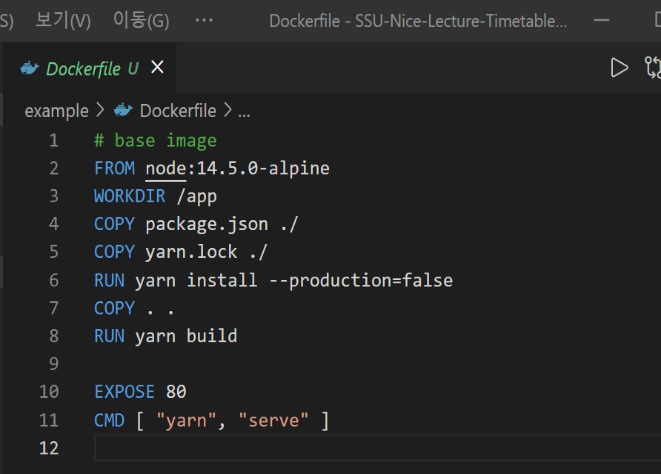 S) 보기(V) 이동(G) ··· Dockerfile - SSU-Nice-Lecture-Timetable...
Dockerfile U
example > Dockerfile > ...
1 # base image
2 FROM node:14.5.0-alpine
3 WORKDIR /app
4 COPY package.json ./
5 COPY yarn.lock ./
6 RUN yarn install --production=false
7 COPY . .
8 RUN yarn build
9
10 EXPOSE 80
11 CMD [ "yarn", "serve" ]
12